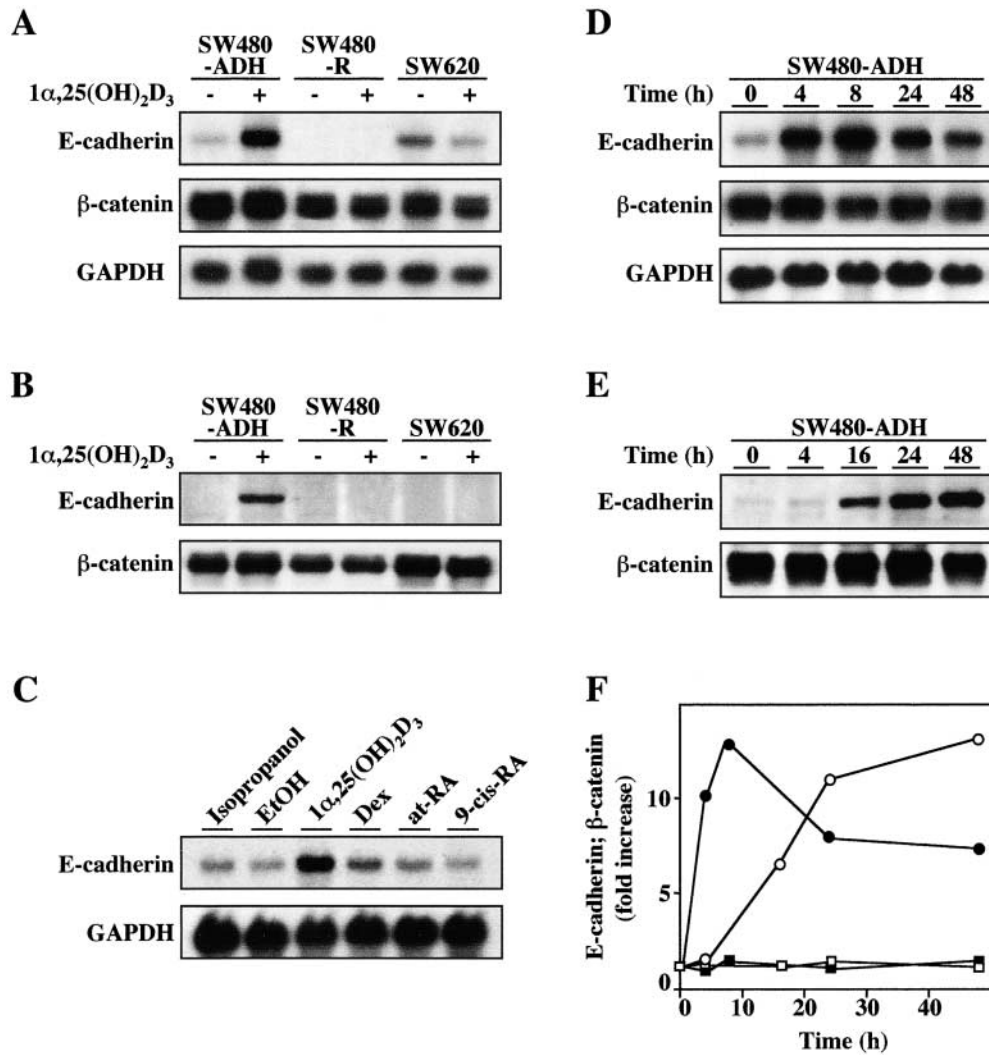 A
SW480
-ADH
SW480
-R
SW620
1α,25(OH)₂D₃
- + - + - +
E-cadherin
β-catenin
GAPDH
B
SW480
-ADH
SW480
-R
SW620
1α,25(OH)₂D₃
- + - + - +
E-cadherin
β-catenin
C
Isopropanol
EtOH
1α,25(OH)₂D₃
Dex
at-RA
9-cis-RA
E-cadherin
GAPDH
D
SW480-ADH
Time (h) 0 4 8 24 48
E-cadherin
β-catenin
GAPDH
E
SW480-ADH
Time (h) 0 4 16 24 48
E-cadherin
β-catenin
F
E-cadherin; β-catenin
(fold increase)
10
5
0
0 10 20 30 40
Time (h)